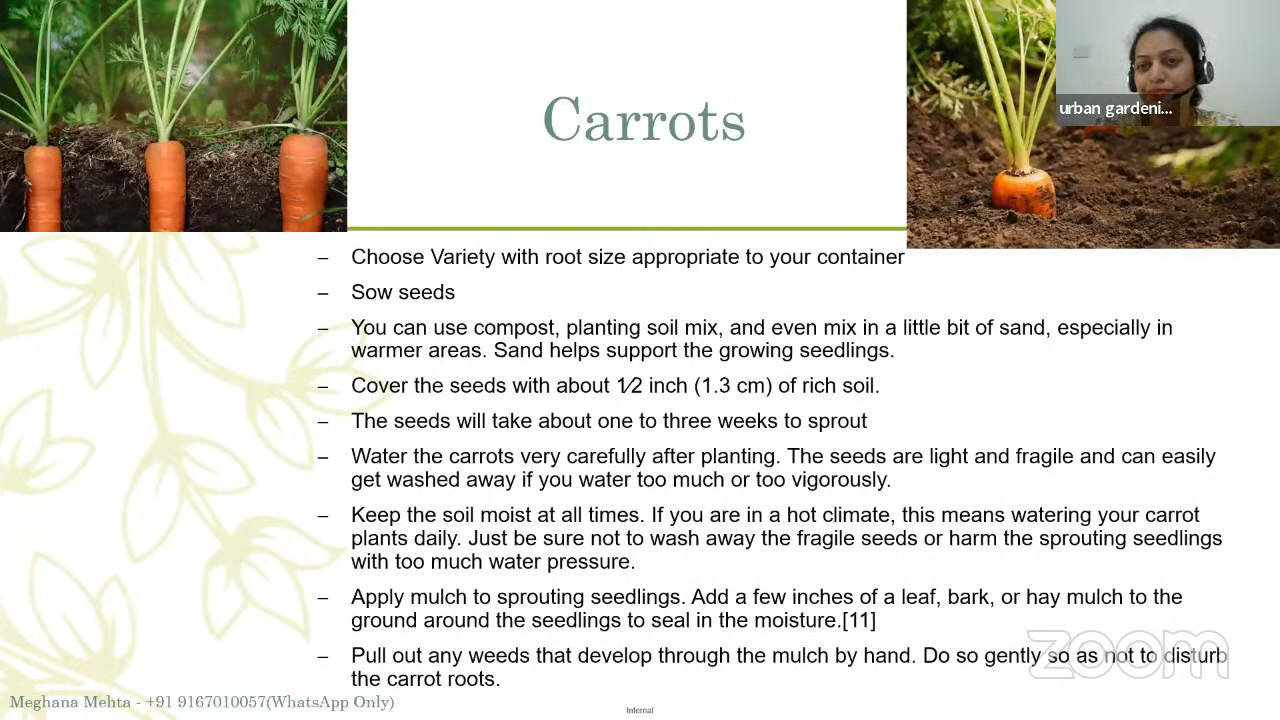 Carrots
urban gardeni...
– Choose Variety with root size appropriate to your container
– Sow seeds
– You can use compost, planting soil mix, and even mix in a little bit of sand, especially in
warmer areas. Sand helps support the growing seedlings.
– Cover the seeds with about 1⁄2 inch (1.3 cm) of rich soil.
– The seeds will take about one to three weeks to sprout
– Water the carrots very carefully after planting. The seeds are light and fragile and can easily
get washed away if you water too much or too vigorously.
– Keep the soil moist at all times. If you are in a hot climate, this means watering your carrot
plants daily. Just be sure not to wash away the fragile seeds or harm the sprouting seedlings
with too much water pressure.
– Apply mulch to sprouting seedlings. Add a few inches of a leaf, bark, or hay mulch to the
ground around the seedlings to seal in the moisture.[11]
– Pull out any weeds that develop through the mulch by hand. Do so gently so as not to disturb
the carrot roots.
zoom
Meghana Mehta - +91 9167010057(WhatsApp Only)
Internal